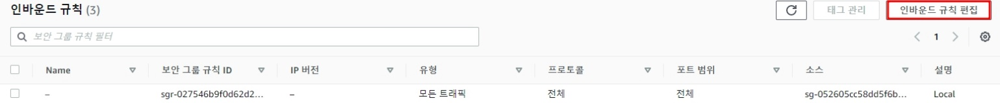 인바운드 규칙 (3)
태그 관리
인바운드 규칙 편집
보안 그룹 규칙 필터
1
Name 보안 그룹 규칙 ID IP 버전 유형 프로토콜 포트 범위 소스 설명
– sgr-027546b9f0d62d2... – 모든 트래픽 전체 전체 sg-052605cc58dd5f6b... Local